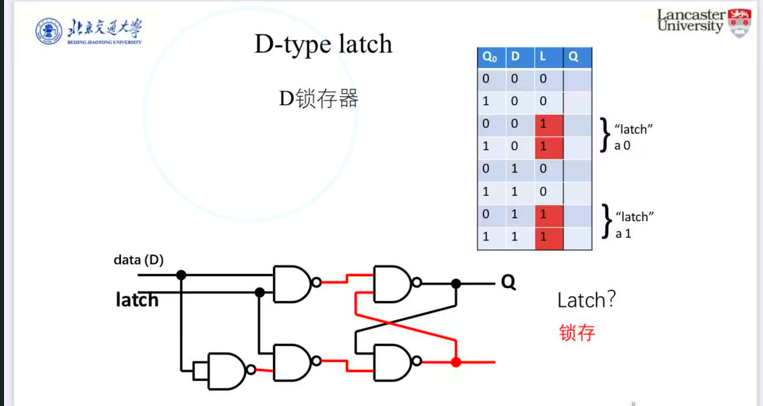 北京交通大学
BEIJING JIAOTONG UNIVERSITY
Lancaster
University
D-type latch
D锁存器
Q₀ D L Q
0 0 0
1 0 0
0 0 1
1 0 1
0 1 0
1 1 0
0 1 1
1 1 1
"latch"
a 0
"latch"
a 1
data (D)
latch
Q
Latch?
锁存